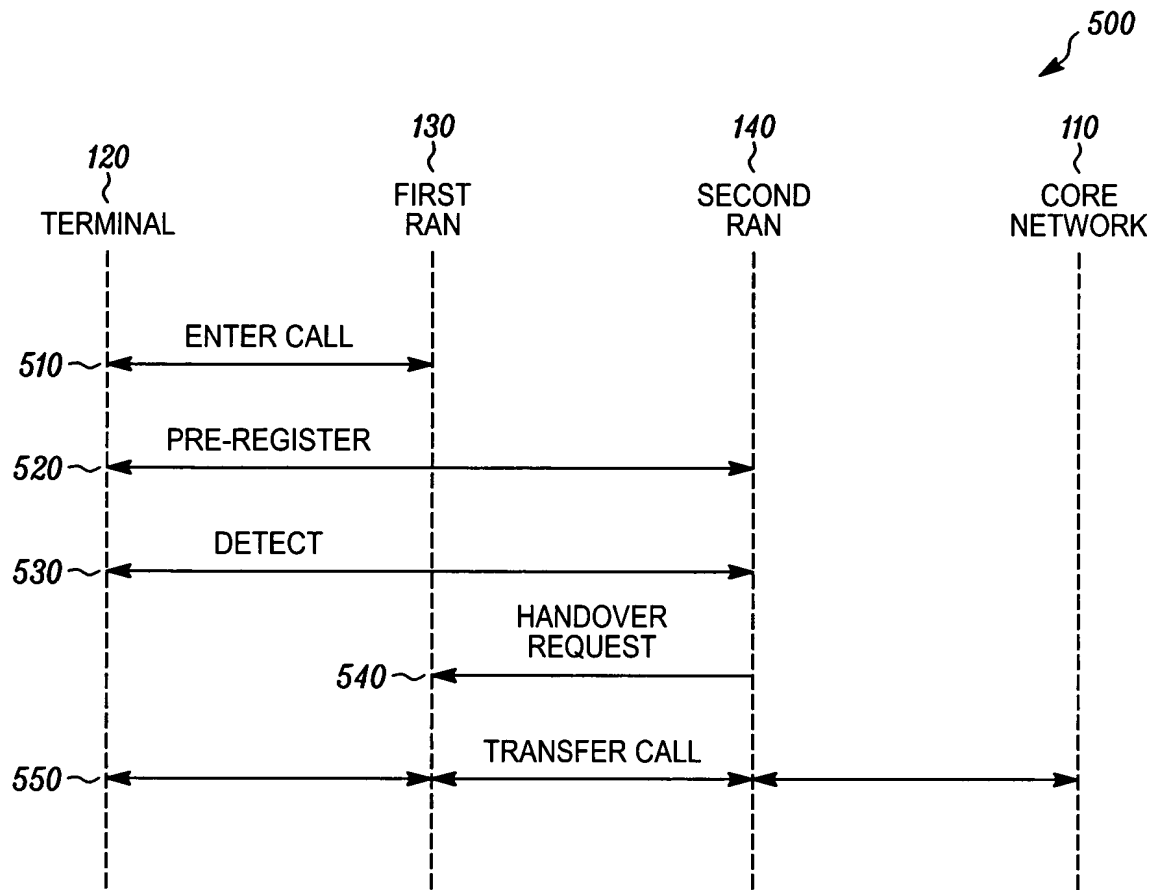 500
120
130
140
110
TERMINAL
FIRST
RAN
SECOND
RAN
CORE
NETWORK
ENTER CALL
510
PRE-REGISTER
520
DETECT
530
HANDOVER
REQUEST
540
TRANSFER CALL
550